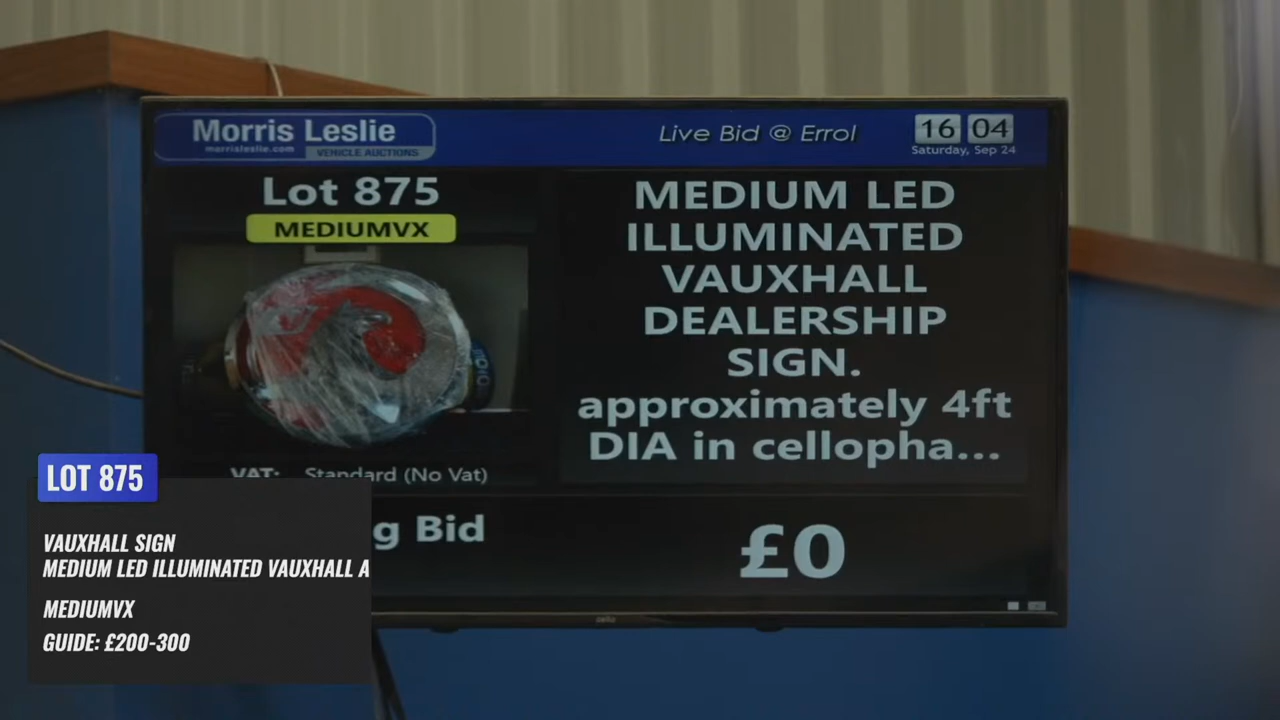 Morris Leslie
morrisleslie.com VEHICLE AUCTIONS
Live Bid @ Errol
16 04
Saturday, Sep 24
Lot 875
MEDIUMVX
MEDIUM LED
ILLUMINATED
VAUXHALL
DEALERSHIP
SIGN.
approximately 4ft
DIA in cellopha...
VAT: Standard (No Vat)
g Bid
£0
LOT 875
VAUXHALL SIGN
MEDIUM LED ILLUMINATED VAUXHALL A
MEDIUMVX
GUIDE: £200-300